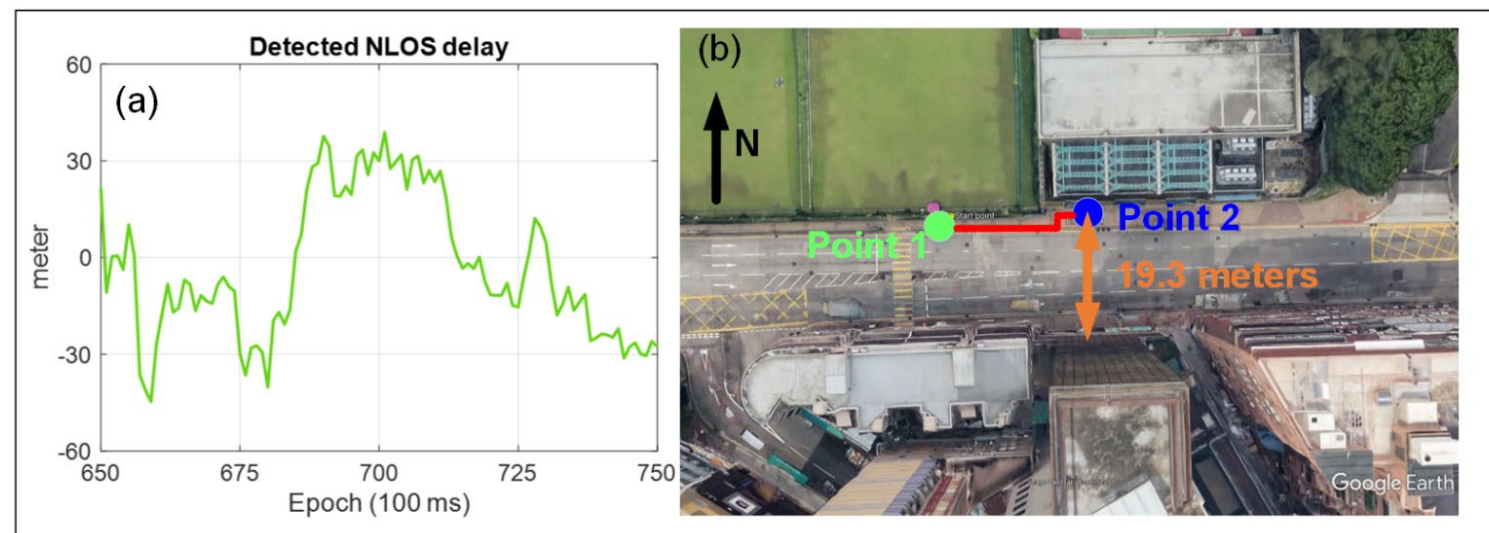 Detected NLOS delay
(a)
60
30
0
-30
-60
meter
650
675
700
725
750
Epoch (100 ms)
(b)
N
Start point
Point 1
Point 2
19.3 meters
Google Earth